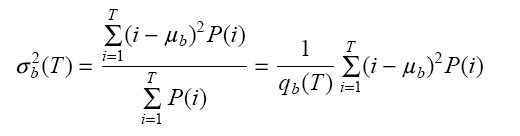 σ_b^2(T) = \frac{\sum_{i=1}^{T} (i - μ_b)^2 P(i)}{\sum_{i=1}^{T} P(i)} = \frac{1}{q_b(T)} \sum_{i=1}^{T} (i - μ_b)^2 P(i)